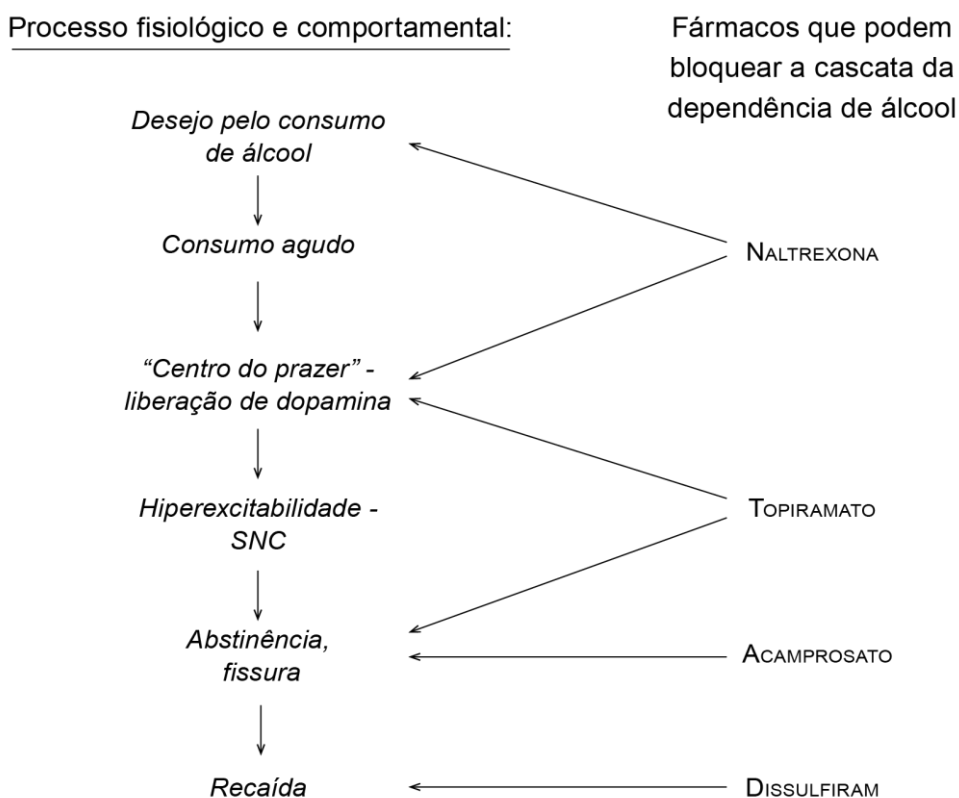 Processo fisiológico e comportamental:
Fármacos que podem
bloquear a cascata da
dependência de álcool
Desejo pelo consumo
de álcool
Consumo agudo
NALTREXONA
“Centro do prazer” -
liberação de dopamina
Hiperexcitabilidade -
SNC
TOPIRAMATO
Abstinência,
fissura
ACAMPROSATO
Recaída
DISSULFIRAM